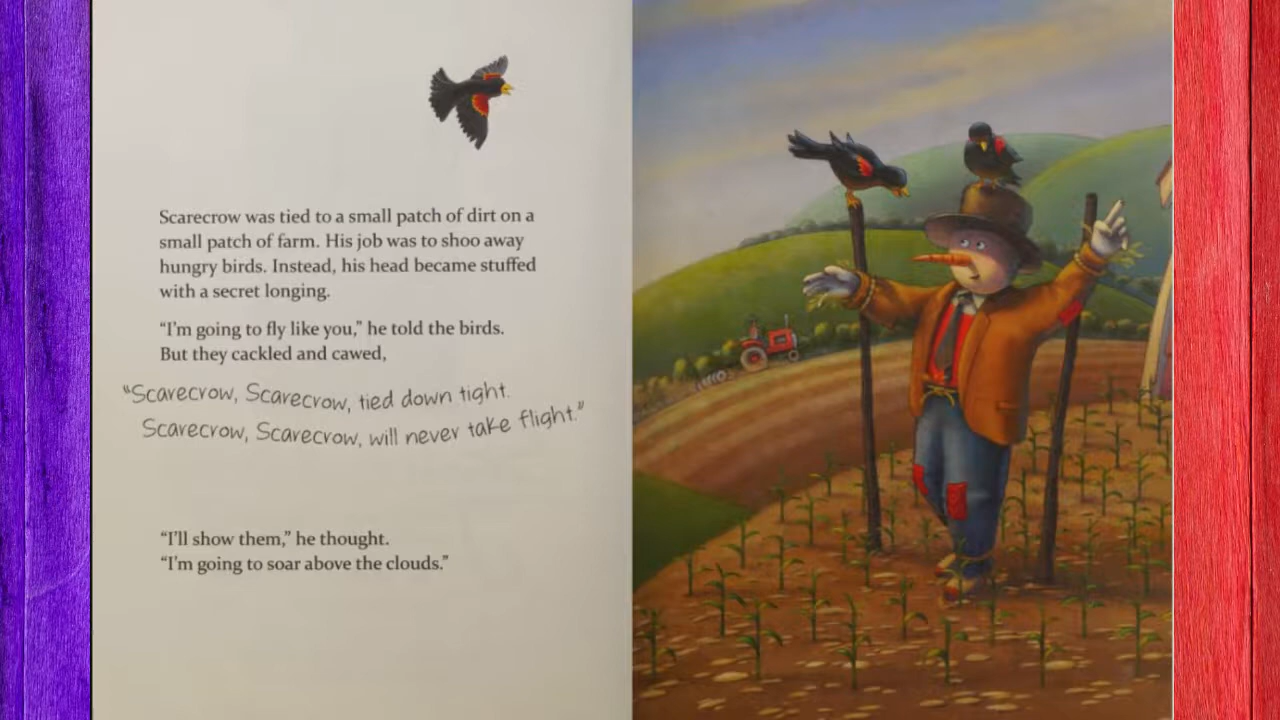 Scarecrow was tied to a small patch of dirt on a
small patch of farm. His job was to shoo away
hungry birds. Instead, his head became stuffed
with a secret longing.
“I’m going to fly like you,” he told the birds.
But they cackled and cawed,
“Scarecrow, Scarecrow, tied down tight.
Scarecrow, Scarecrow, will never take flight.”
“I’ll show them,” he thought.
“I’m going to soar above the clouds.”